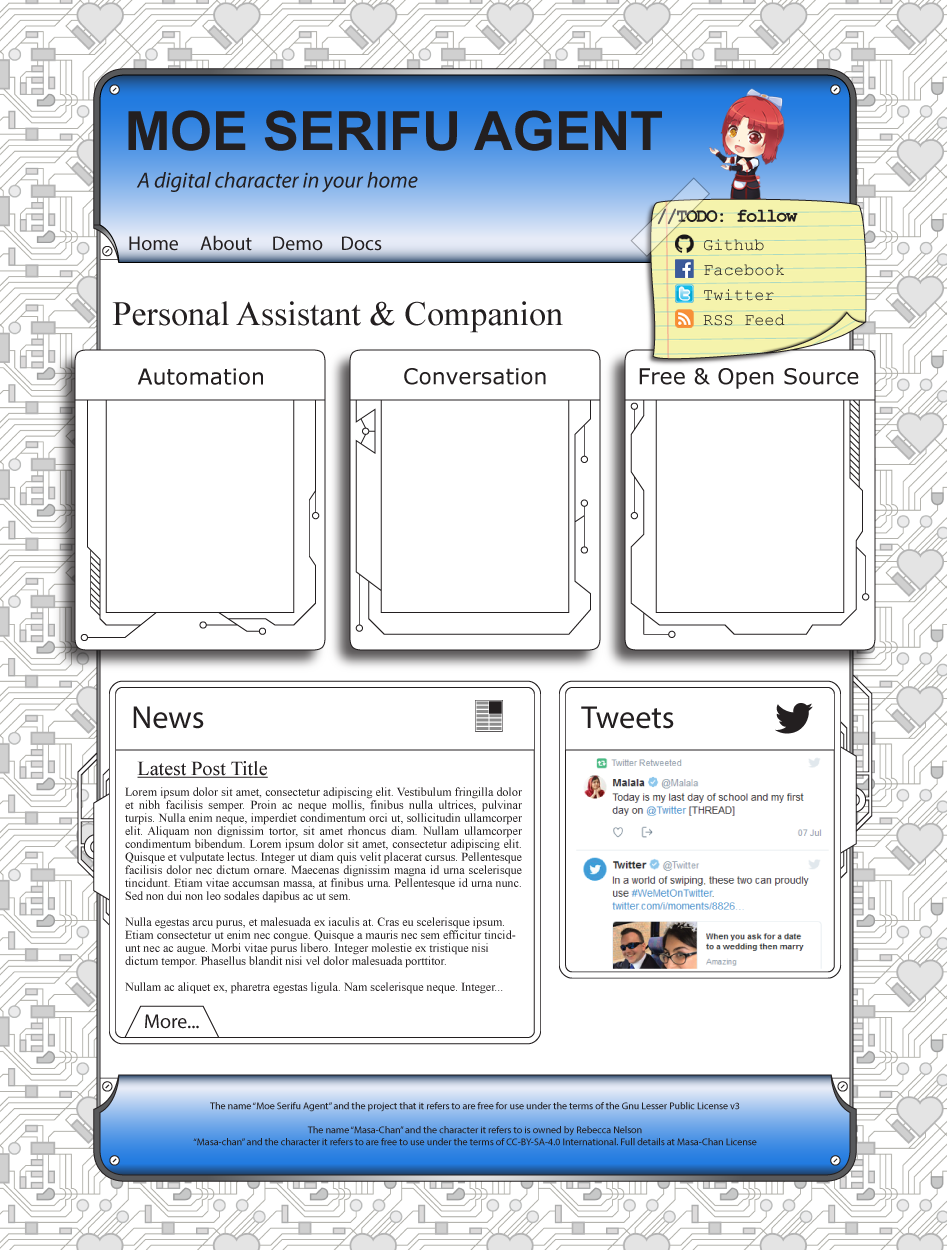 MOE SERIFU AGENT
A digital character in your home
Home About Demo Docs
//TODO: follow
Github
Facebook
Twitter
RSS Feed
Personal Assistant & Companion
Automation
Conversation
Free & Open Source
News
Latest Post Title
Lorem ipsum dolor sit amet, consectetur adipiscing elit. Vestibulum fringilla dolor
et nibh facilisis semper. Proin ac neque mollis, finibus nulla ultrices, pulvinar
turpis. Nulla enim neque, imperdiet condimentum orci ut, sollicitudin ullamcorper
elit. Aliquam non dignissim tortor, sit amet rhoncus diam. Nullam ullamcorper
condimentum bibendum. Lorem ipsum dolor sit amet, consectetur adipiscing elit.
Quisque et vulputate lectus. Integer ut diam quis velit placerat cursus. Pellentesque
facilisis dolor nec dictum ornare. Maecenas dignissim magna id urna scelerisque
tincidunt. Etiam vitae accumsan massa, at finibus urna. Pellentesque id urna nunc.
Sed non dui non leo sodales dapibus ac ut sem.
Nulla egestas arcu purus, et malesuada ex iaculis at. Cras eu scelerisque ipsum.
Etiam consectetur ut enim nec congue. Quisque a mauris nec sem efficitur tincid-
unt nec ac augue. Morbi vitae purus libero. Integer molestie ex tristique nisi
dictum tempor. Phasellus blandit nisi vel dolor malesuada porttitor.
Nullam ac aliquet ex, pharetra egestas ligula. Nam scelerisque neque. Integer...
More...
Tweets
Twitter Retweeted
Malala @Malala
Today is my last day of school and my first
day on @Twitter [THREAD]
07 Jul
Twitter @Twitter
In a world of swiping, these two can proudly
use #WeMetOnTwitter.
twitter.com/i/moments/8826...
When you ask for a date
to a wedding then marry
Amazing
The name "Moe Serifu Agent" and the project that it refers to are free for use under the terms of the Gnu Lesser Public License v3
The name "Masa-Chan" and the character it refers to is owned by Rebecca Nelson
"Masa-chan" and the character it refers to are free to use under the terms of CC-BY-SA-4.0 International. Full details at Masa-Chan License